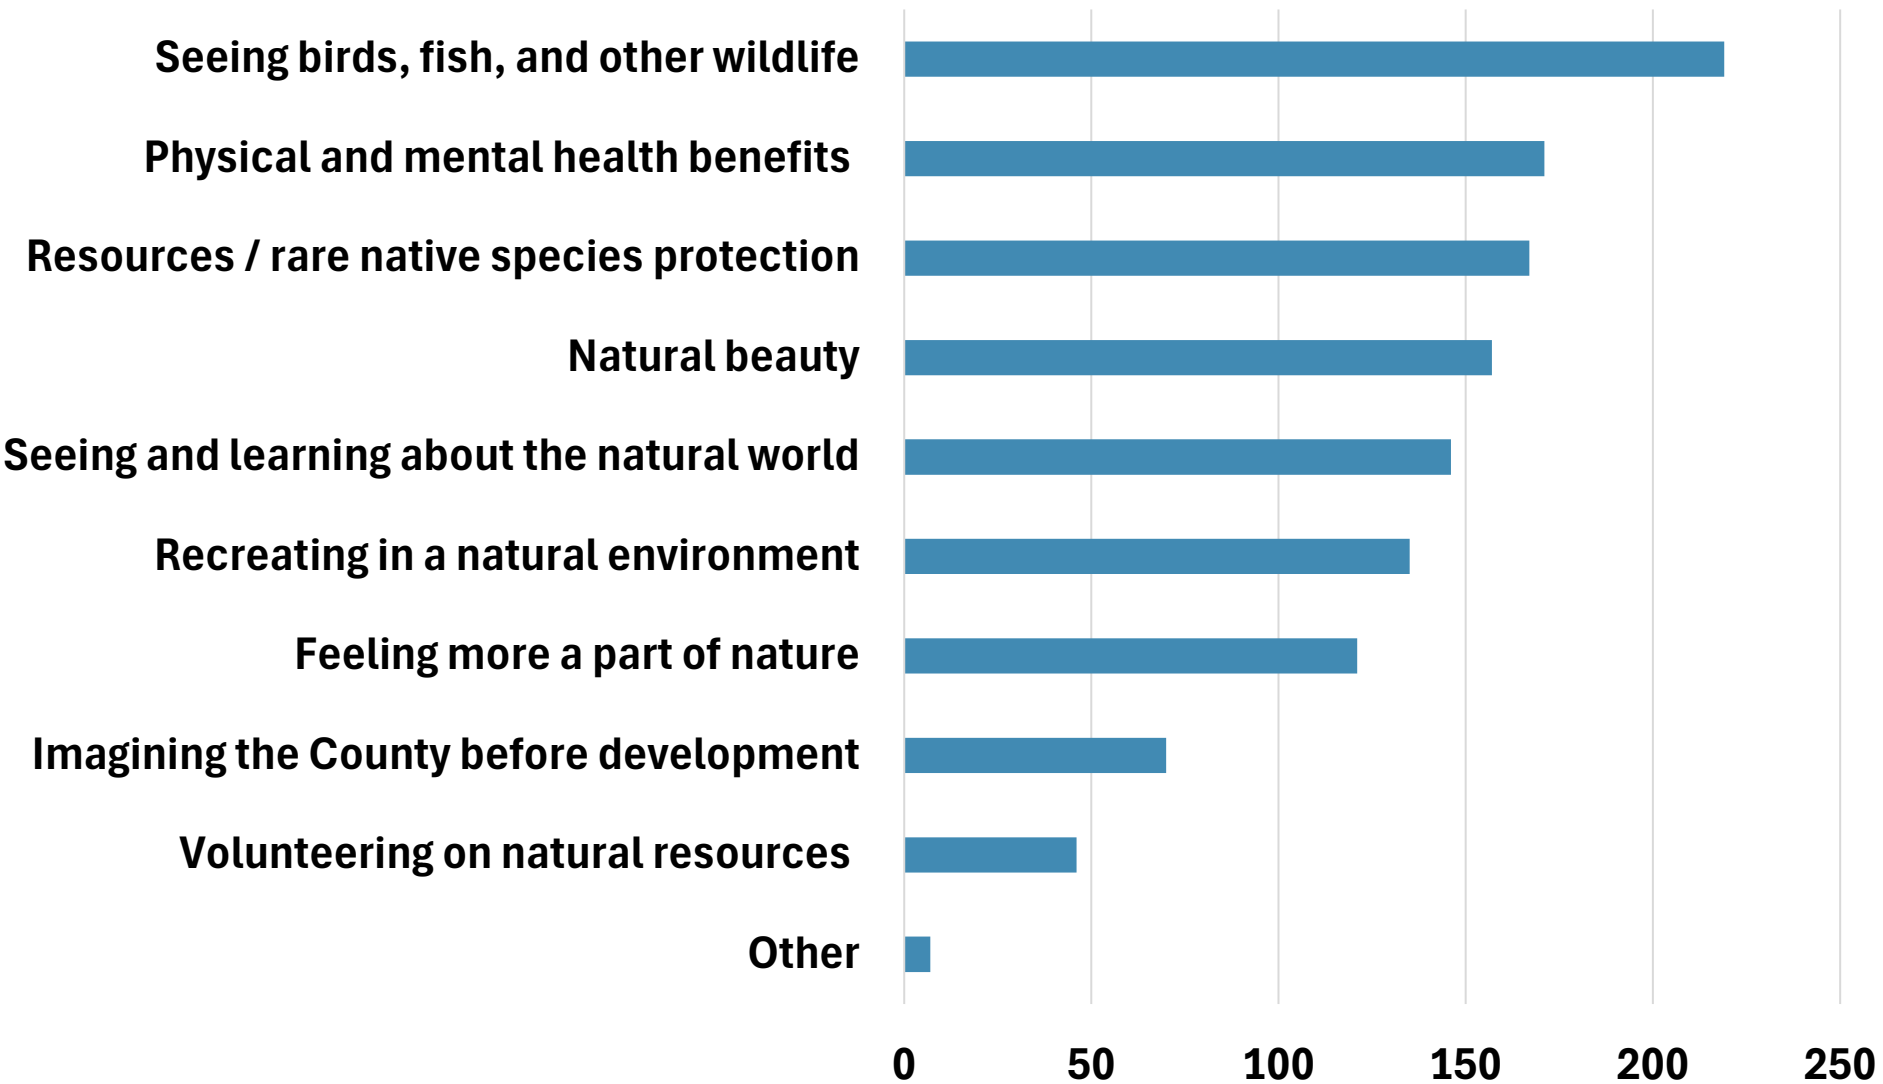 Seeing birds, fish, and other wildlife
Physical and mental health benefits
Resources / rare native species protection
Natural beauty
Seeing and learning about the natural world
Recreating in a natural environment
Feeling more a part of nature
Imagining the County before development
Volunteering on natural resources
Other
0 50 100 150 200 250